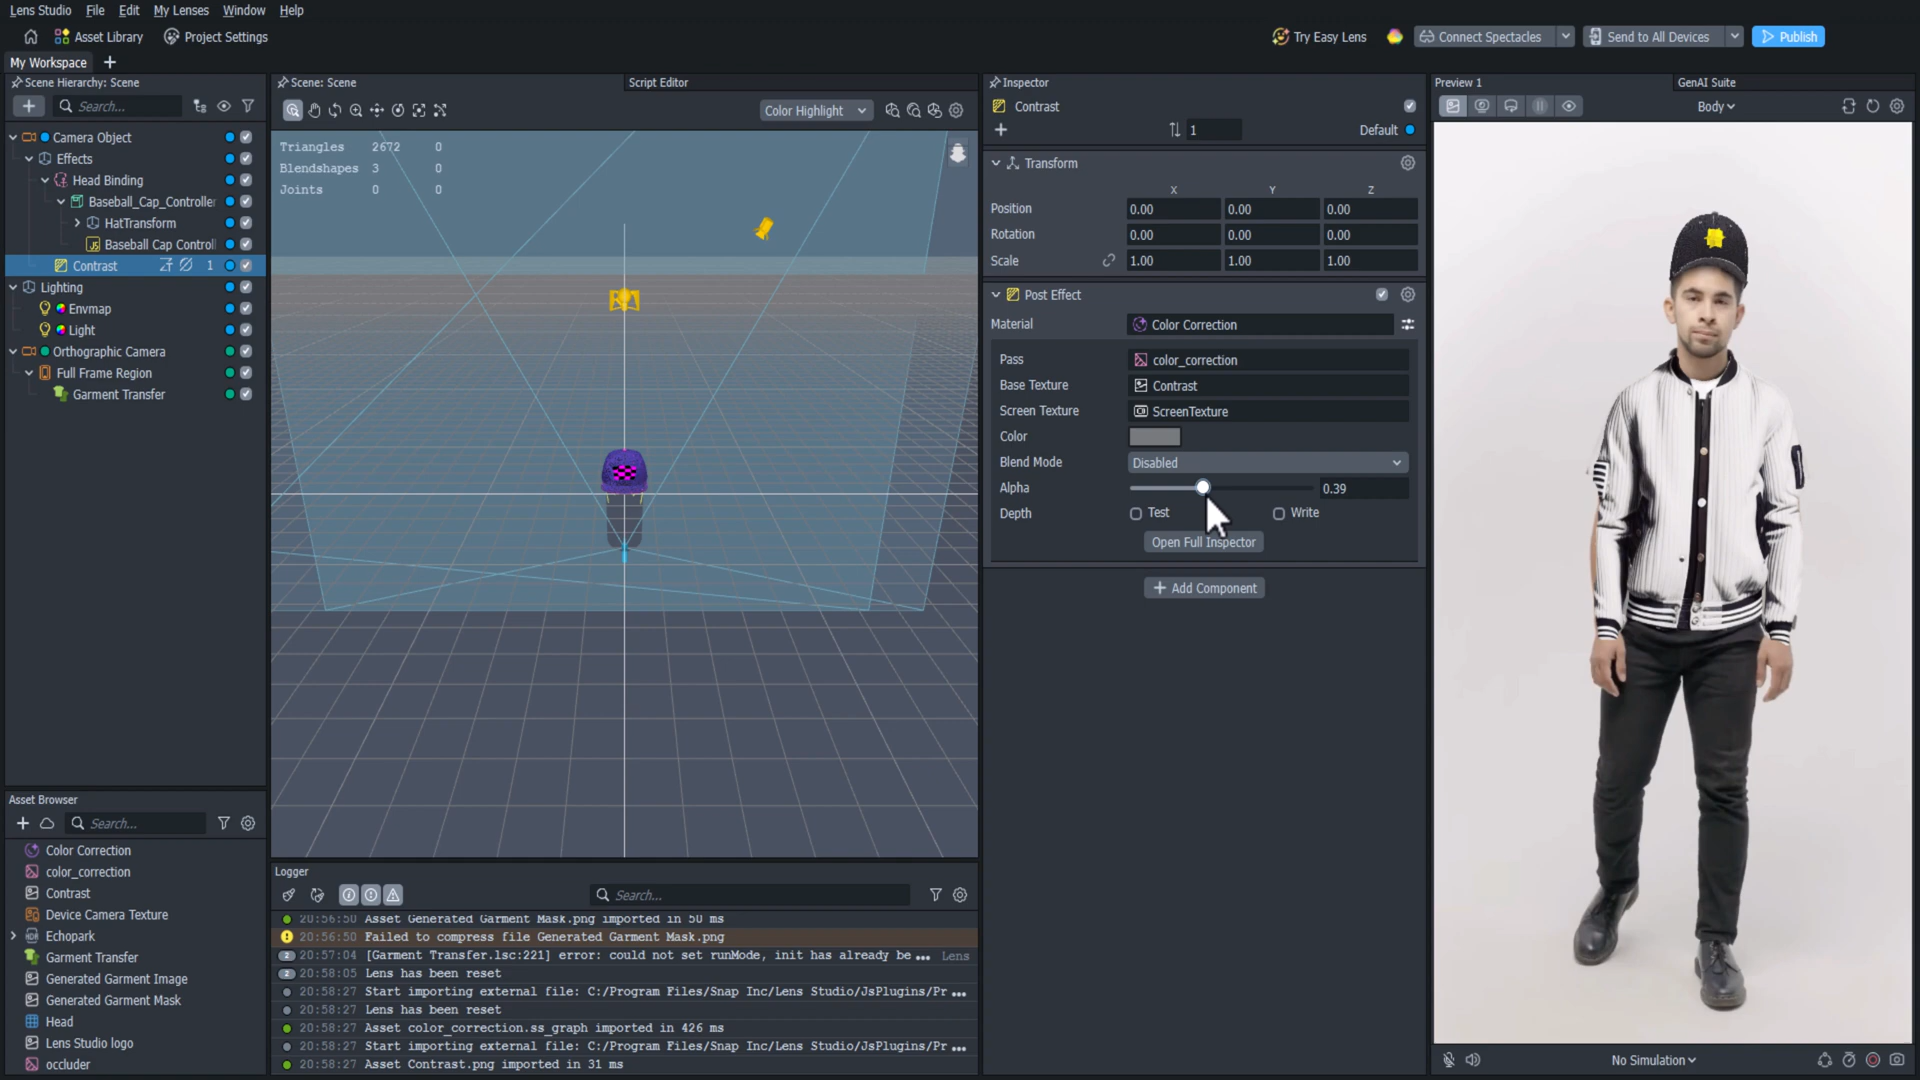 Lens Studio File Edit My Lenses Window Help
Asset Library Project Settings Try Easy Lens Connect Spectacles Send to All Devices Publish
My Workspace +
Scene Hierarchy: Scene
Search...
Camera Object
Effects
Head Binding
Baseball_Cap_Controller
HatTransform
Baseball Cap Control
Contrast 1
Lighting
Envmap
Light
Orthographic Camera
Full Frame Region
Garment Transfer
Asset Browser
Search...
Color Correction
color_correction
Contrast
Device Camera Texture
Echopark
Garment Transfer
Generated Garment Image
Generated Garment Mask
Head
Lens Studio logo
occluder
Scene: Scene Script Editor
Color Highlight
Triangles 2672 0
Blendshapes 3 0
Joints 0 0
Logger
Search...
20:56:50 Asset Generated Garment Mask.png imported in 50 ms
20:56:50 Failed to compress file Generated Garment Mask.png
2 20:57:04 [Garment Transfer.lsc:221] error: could not set runMode, init has already be ... Lens
2 20:58:05 Lens has been reset
20:58:27 Start importing external file: C:/Program Files/Snap Inc/Lens Studio/JsPlugins/Pr ...
20:58:27 Lens has been reset
20:58:27 Asset color_correction.ss_graph imported in 426 ms
20:58:27 Start importing external file: C:/Program Files/Snap Inc/Lens Studio/JsPlugins/Pr ...
20:58:27 Asset Contrast.png imported in 31 ms
Inspector
Contrast
1 Default
Transform
X Y Z
Position 0.00 0.00 0.00
Rotation 0.00 0.00 0.00
Scale 1.00 1.00 1.00
Post Effect
Material Color Correction
Pass color_correction
Base Texture Contrast
Screen Texture ScreenTexture
Color
Blend Mode Disabled
Alpha 0.39
Depth Test Write
Open Full Inspector
+ Add Component
Preview 1 GenAI Suite
Body
No Simulation